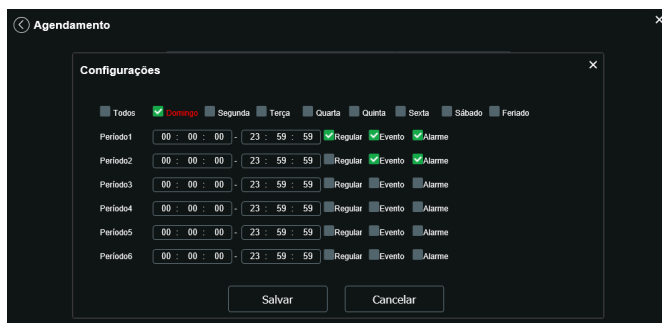 Agendamento
Configurações
Todos Domingo Segunda Terça Quarta Quinta Sexta Sábado Feriado
Período1 00 : 00 : 00 - 23 : 59 : 59 Regular Evento Alarme
Período2 00 : 00 : 00 - 23 : 59 : 59 Regular Evento Alarme
Período3 00 : 00 : 00 - 23 : 59 : 59 Regular Evento Alarme
Período4 00 : 00 : 00 - 23 : 59 : 59 Regular Evento Alarme
Período5 00 : 00 : 00 - 23 : 59 : 59 Regular Evento Alarme
Período6 00 : 00 : 00 - 23 : 59 : 59 Regular Evento Alarme
Salvar Cancelar